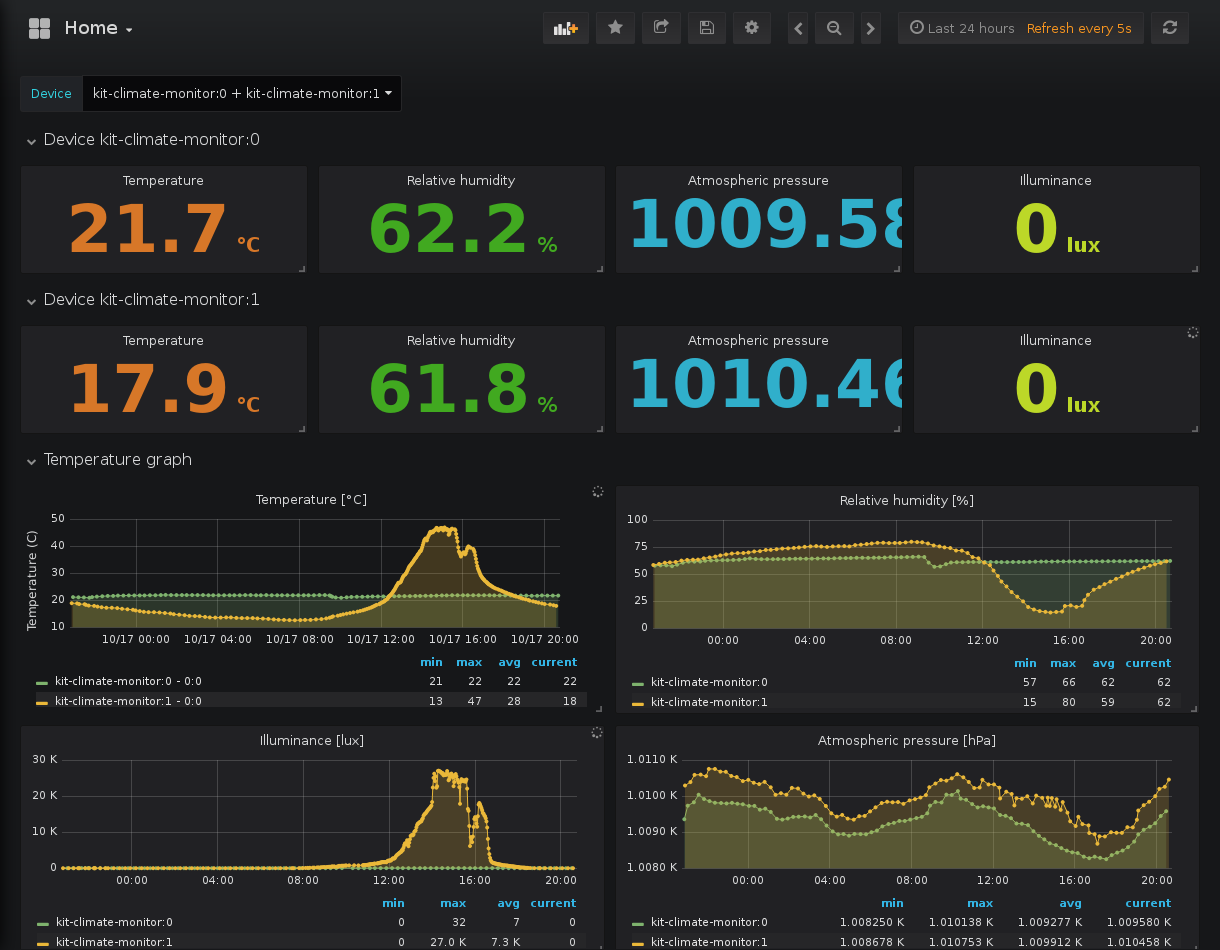 Home
Last 24 hours Refresh every 5s
Device kit-climate-monitor:0 + kit-climate-monitor:1
Device kit-climate-monitor:0
Temperature Relative humidity Atmospheric pressure Illuminance
21.7 °C 62.2 % 1009.58 0 lux
Device kit-climate-monitor:1
Temperature Relative humidity Atmospheric pressure Illuminance
17.9 °C 61.8 % 1010.46 0 lux
Temperature graph
Temperature [°C]
Temperature (C)
50
40
30
20
10
10/17 00:00 10/17 04:00 10/17 08:00 10/17 12:00 10/17 16:00 10/17 20:00
min max avg current
kit-climate-monitor:0 - 0:0 21 22 22 22
kit-climate-monitor:1 - 0:0 13 47 28 18
Relative humidity [%]
100
75
50
25
0
00:00 04:00 08:00 12:00 16:00 20:00
min max avg current
kit-climate-monitor:0 57 66 62 62
kit-climate-monitor:1 15 80 59 62
Illuminance [lux]
30 K
20 K
10 K
0
00:00 04:00 08:00 12:00 16:00 20:00
min max avg current
kit-climate-monitor:0 0 32 7 0
kit-climate-monitor:1 0 27.0 K 7.3 K 0
Atmospheric pressure [hPa]
1.0110 K
1.0100 K
1.0090 K
1.0080 K
00:00 04:00 08:00 12:00 16:00 20:00
min max avg current
kit-climate-monitor:0 1.008250 K 1.010138 K 1.009277 K 1.009580 K
kit-climate-monitor:1 1.008678 K 1.010753 K 1.009912 K 1.010458 K